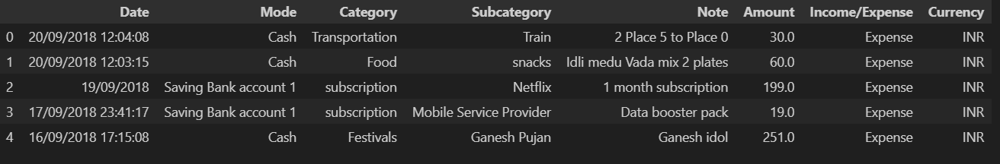 Date Mode Category Subcategory Note Amount Income/Expense Currency
0 20/09/2018 12:04:08 Cash Transportation Train 2 Place 5 to Place 0 30.0 Expense INR
1 20/09/2018 12:03:15 Cash Food snacks Idli medu Vada mix 2 plates 60.0 Expense INR
2 19/09/2018 Saving Bank account 1 subscription Netflix 1 month subscription 199.0 Expense INR
3 17/09/2018 23:41:17 Saving Bank account 1 subscription Mobile Service Provider Data booster pack 19.0 Expense INR
4 16/09/2018 17:15:08 Cash Festivals Ganesh Pujan Ganesh idol 251.0 Expense INR